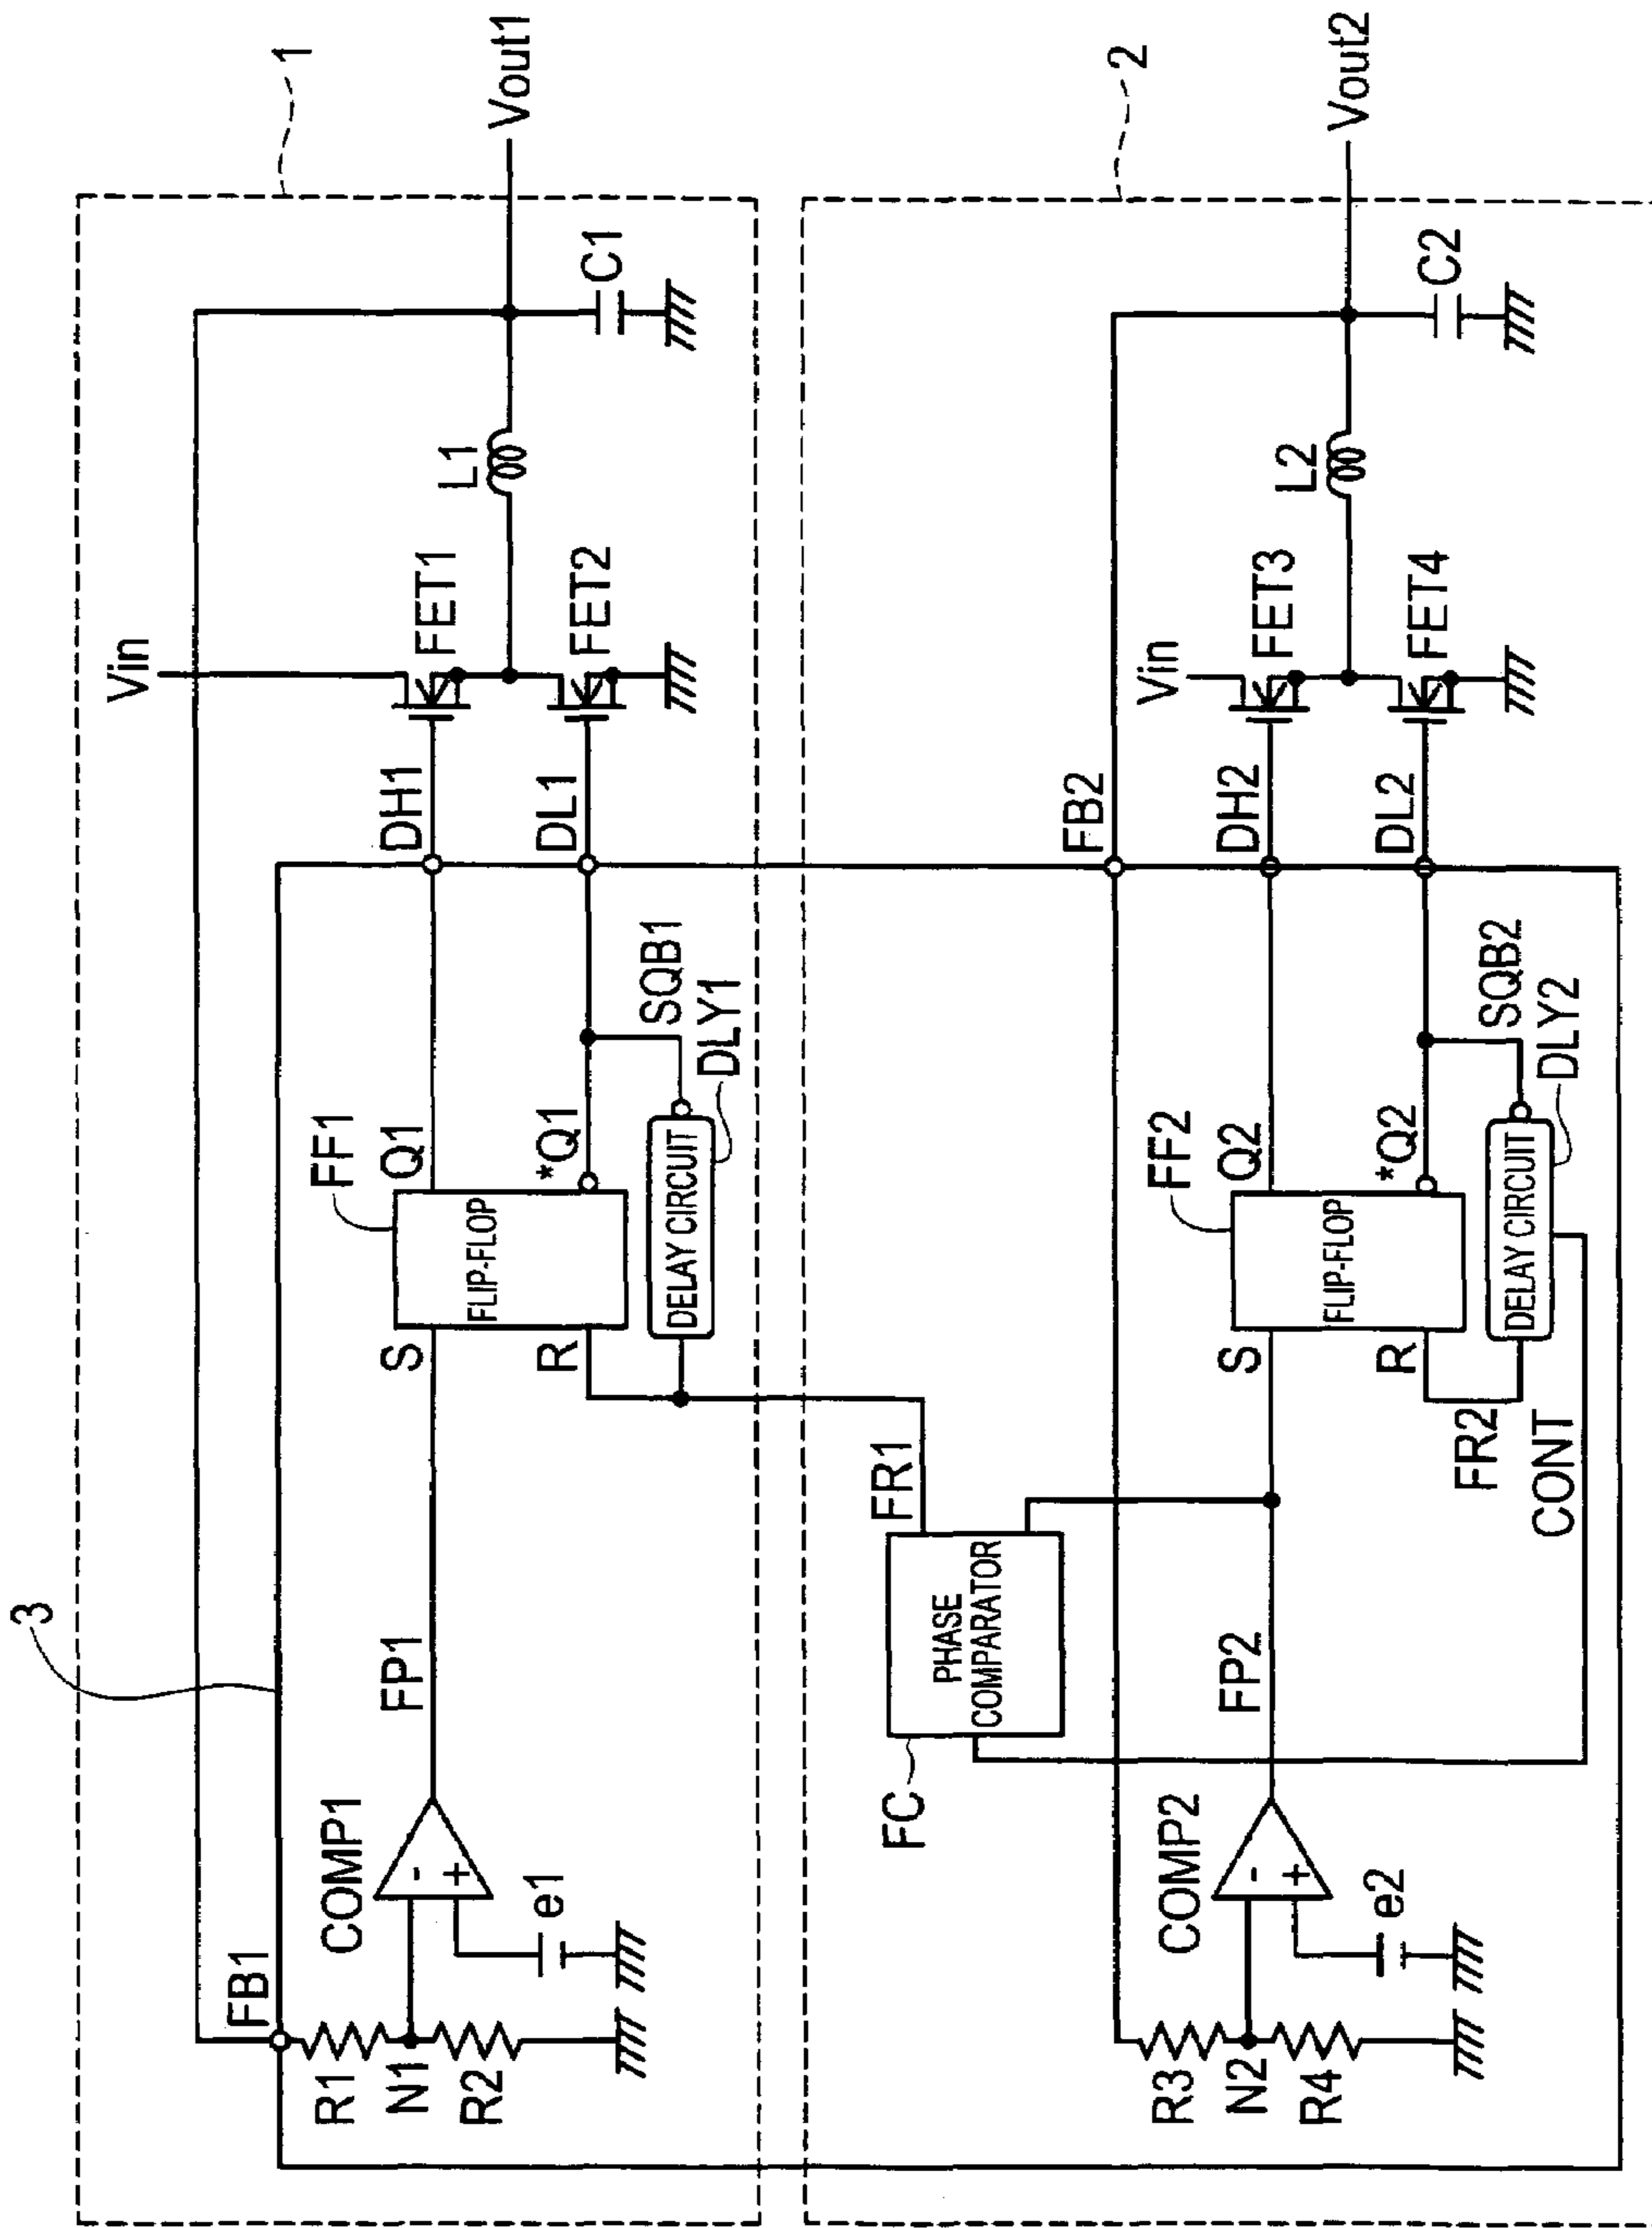 1
Vout1
Vin
FET1
FET2
L1
C1
DH1
DL1
SQB1
DLY1
FF1
Q1
*Q1
FLIP-FLOP
DELAY CIRCUIT
S
R
3
FP1
COMP1
-
+
e1
FB1
R1
N1
R2
2
Vout2
Vin
FET3
FET4
L2
C2
FB2
DH2
DL2
SQB2
DLY2
FF2
Q2
*Q2
FLIP-FLOP
DELAY CIRCUIT
S
R
FR1
FR2
CONT
PHASE
COMPARATOR
FC
FP2
COMP2
-
+
e2
R3
N2
R4